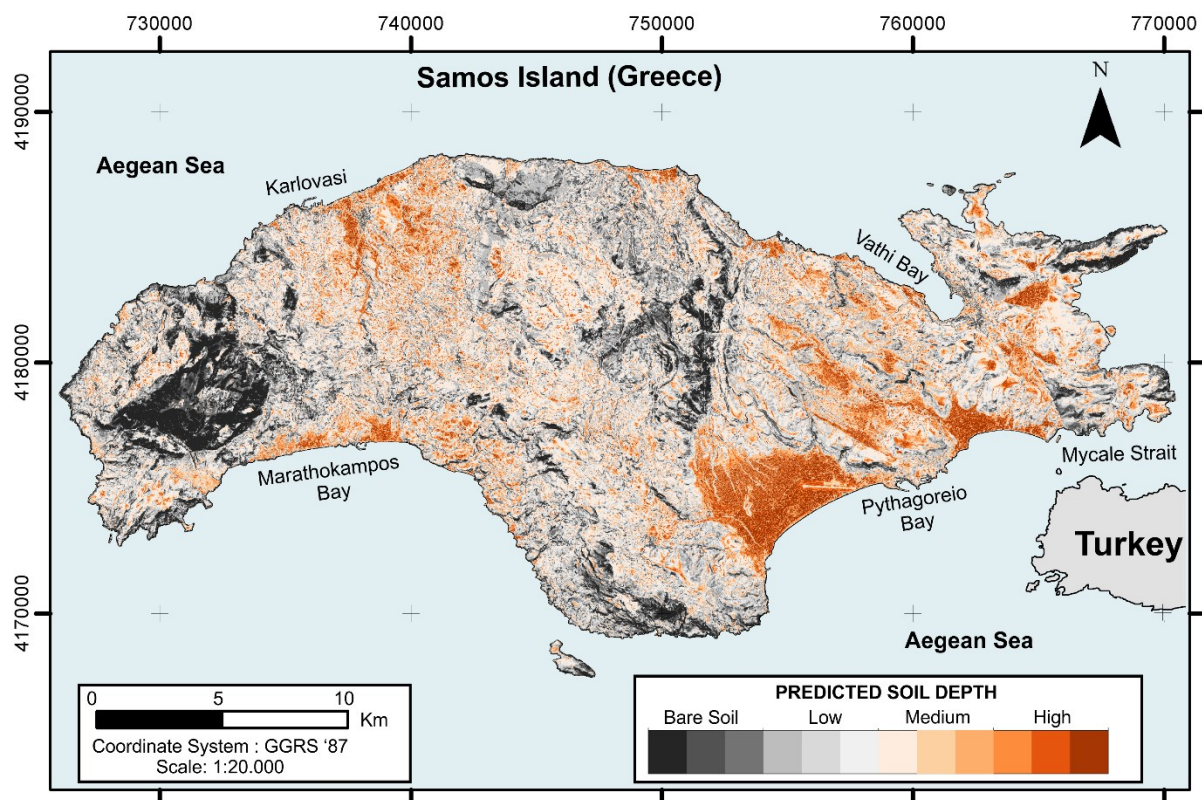 730000 740000 750000 760000 770000
Samos Island (Greece)
N
4190000
Aegean Sea
Karlovasi
Vathi Bay
4180000
Marathokampos
Bay
Mycale Strait
Pythagoreio
Bay
Turkey
4170000
Aegean Sea
0 5 10
Km
Coordinate System : GGRS ‘87
Scale: 1:20.000
PREDICTED SOIL DEPTH
Bare Soil Low Medium High